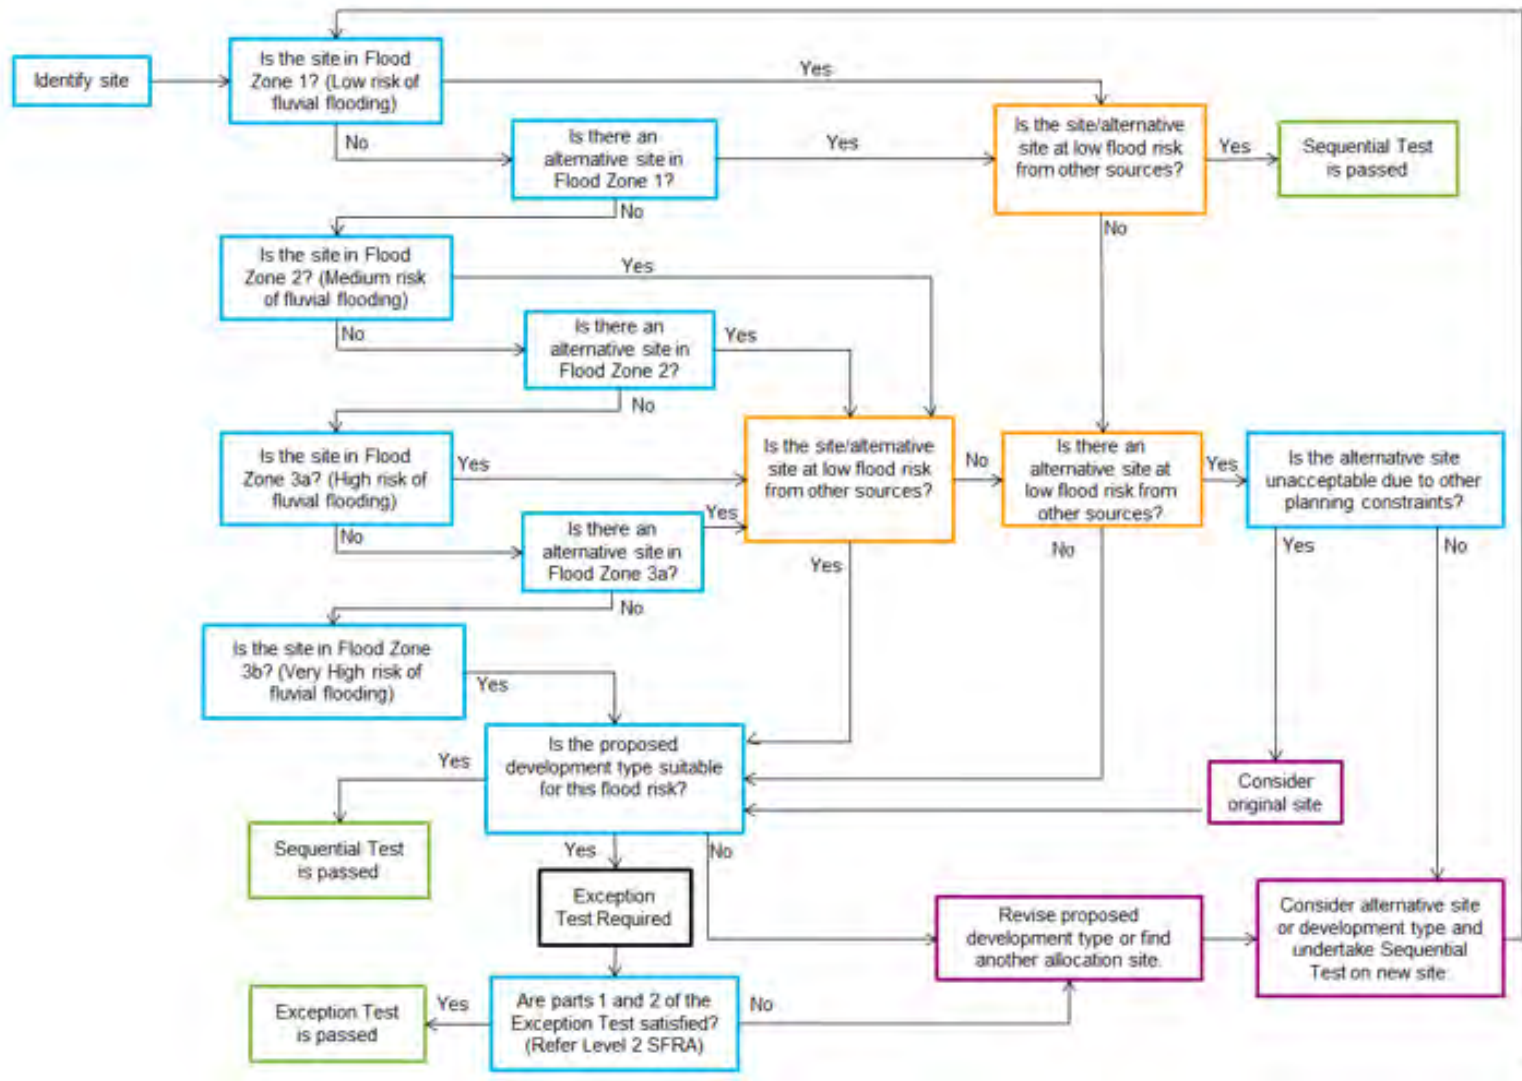 Identify site
Is the site in Flood
Zone 1? (Low risk of
fluvial flooding)
Yes
No
Is there an
alternative site in
Flood Zone 1?
Yes
No
Is the site/alternative
site at low flood risk
from other sources?
Yes
No
Sequential Test
is passed
Is the site in Flood
Zone 2? (Medium risk
of fluvial flooding)
Yes
No
Is there an
alternative site in
Flood Zone 2?
Yes
No
Is the site in Flood
Zone 3a? (High risk of
fluvial flooding)
Yes
No
Is there an
alternative site in
Flood Zone 3a?
Yes
No
Is the site/alternative
site at low flood risk
from other sources?
No
Yes
Is there an
alternative site at
low flood risk from
other sources?
Yes
No
Is the alternative site
unacceptable due to other
planning constraints?
Yes
No
Is the site in Flood Zone
3b? (Very High risk of
fluvial flooding)
Yes
Is the proposed
development type suitable
for this flood risk?
Yes
Yes
No
Consider
original site
Sequential Test
is passed
Exception
Test Required
Revise proposed
development type or find
another allocation site.
Consider alternative site
or development type and
undertake Sequential
Test on new site
Are parts 1 and 2 of the
Exception Test satisfied?
(Refer Level 2 SFRA)
Yes
No
Exception Test
is passed